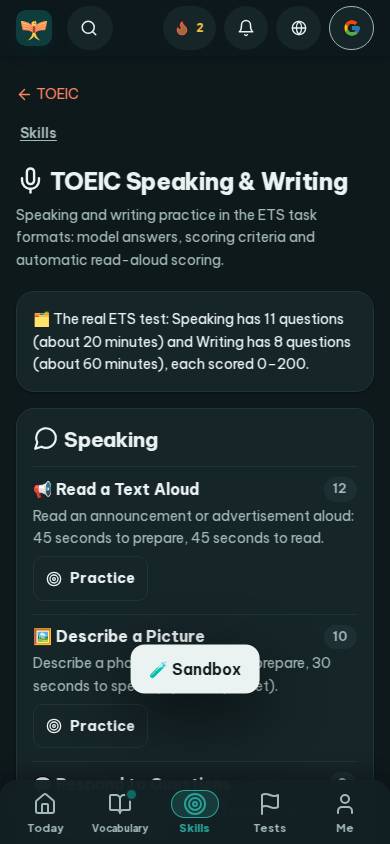 2
← TOEIC
Skills
TOEIC Speaking & Writing
Speaking and writing practice in the ETS task
formats: model answers, scoring criteria and
automatic read-aloud scoring.
🗂️ The real ETS test: Speaking has 11 questions
(about 20 minutes) and Writing has 8 questions
(about 60 minutes), each scored 0–200.
Speaking
📢 Read a Text Aloud 12
Read an announcement or advertisement aloud:
45 seconds to prepare, 45 seconds to read.
Practice
🖼️ Describe a Picture 10
Describe a prepare, 30
🧪 Sandbox
seconds to
Practice
Respond to Questions
Today Vocabulary Skills Tests Me